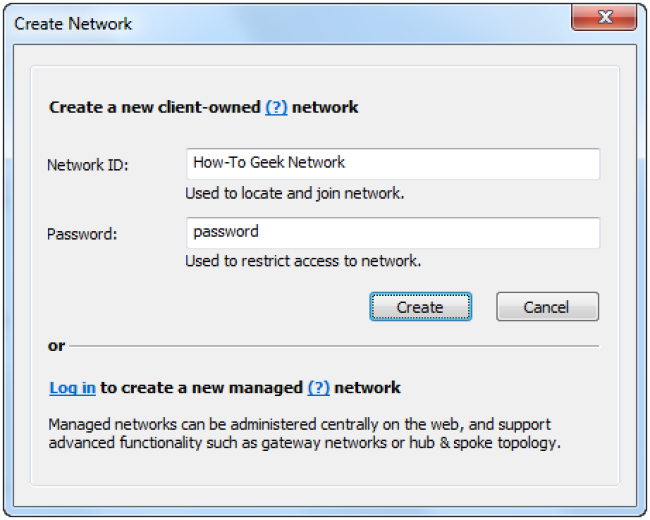 Create Network
Create a new client-owned (?) network
Network ID: How-To Geek Network
Used to locate and join network.
Password: password
Used to restrict access to network.
Create Cancel
or
Log in to create a new managed (?) network
Managed networks can be administered centrally on the web, and support
advanced functionality such as gateway networks or hub & spoke topology.